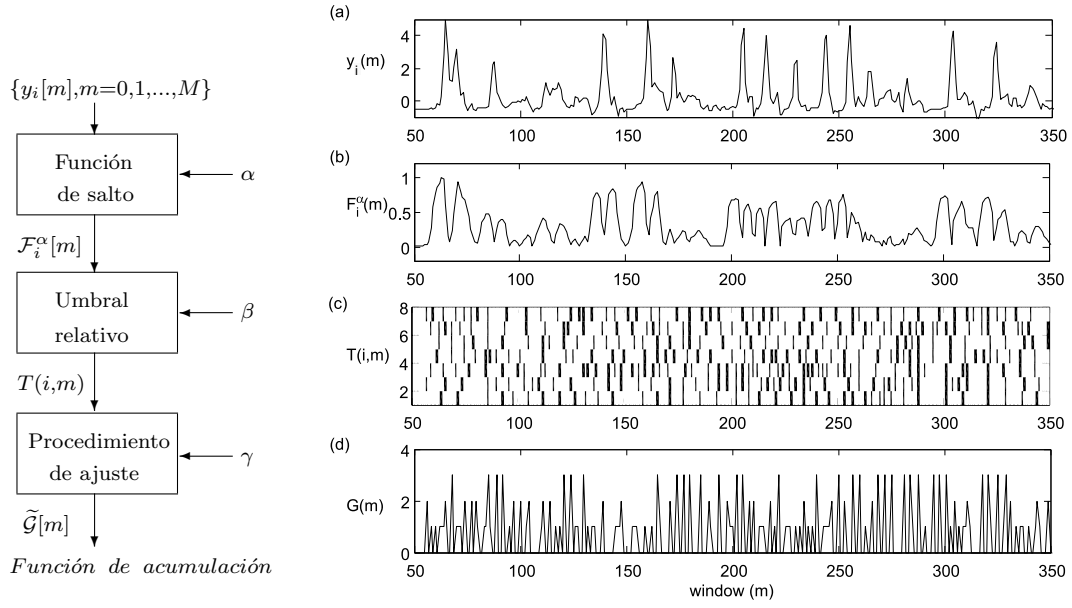 {y_i[m],m=0,1,...,M}
Función
de salto
α
F_i^α[m]
Umbral
relativo
β
T(i,m)
Procedimiento
de ajuste
γ
G̃[m]
Función de acumulación
(a)
y_i(m)
4
2
0
50 100 150 200 250 300 350
(b)
F_i^α(m)
1
0.5
0
50 100 150 200 250 300 350
(c)
T(i,m)
8
6
4
2
50 100 150 200 250 300 350
(d)
G(m)
4
2
0
50 100 150 200 250 300 350
window (m)